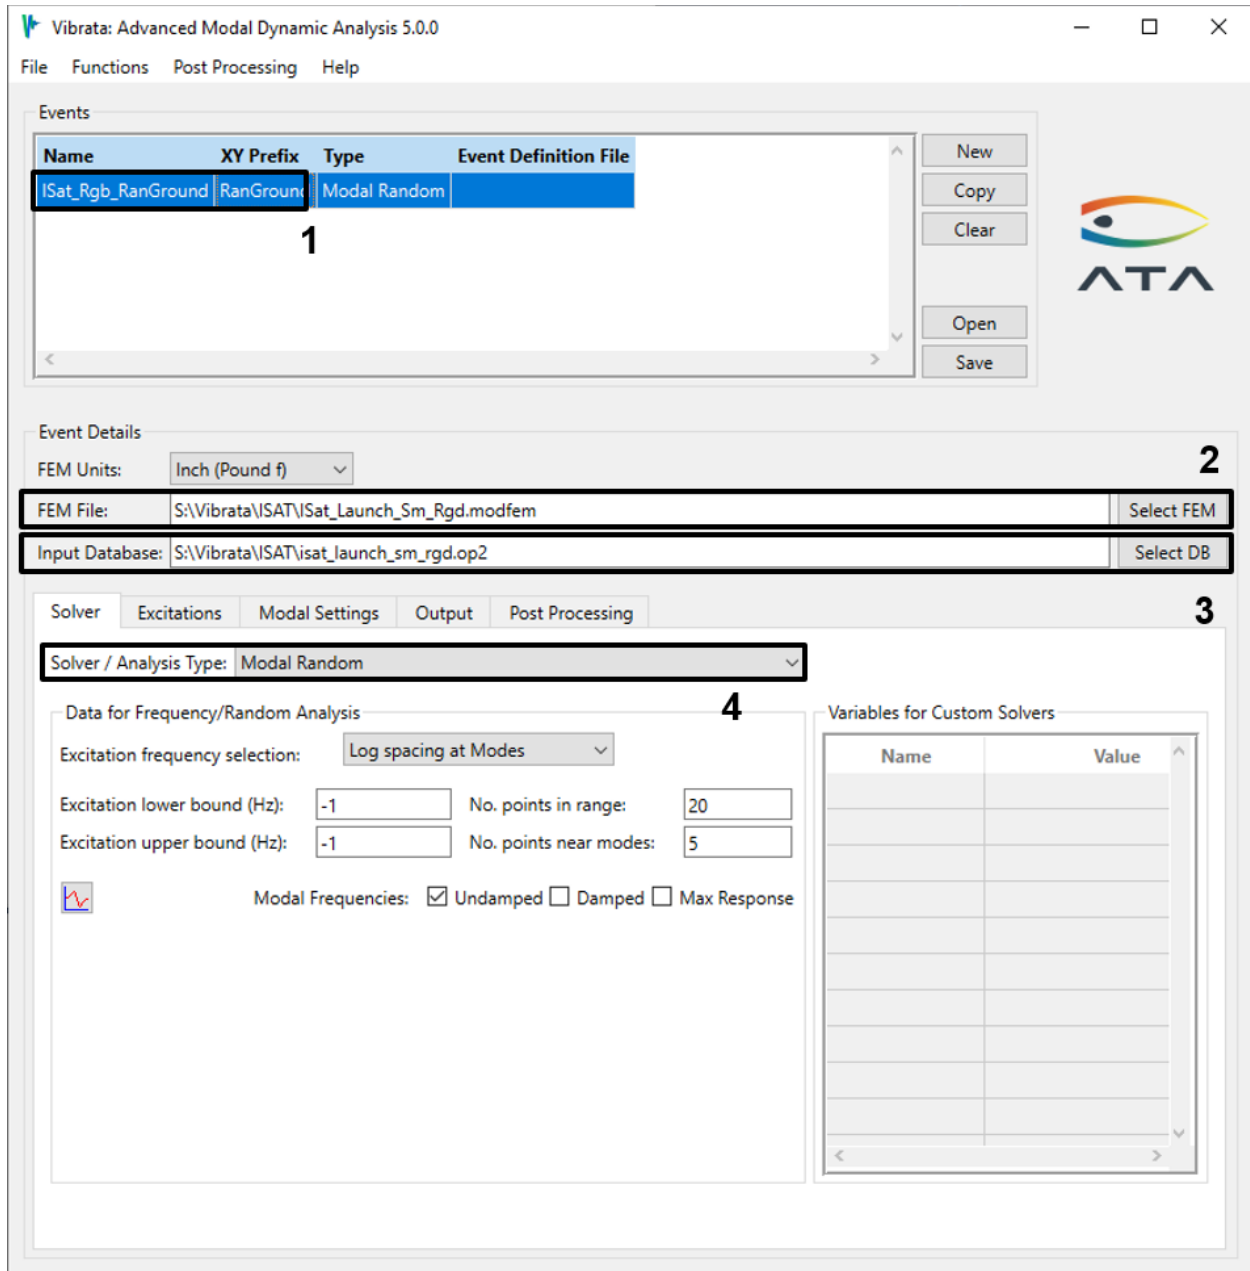 Vibrata: Advanced Modal Dynamic Analysis 5.0.0
File Functions Post Processing Help
Events
Name XY Prefix Type Event Definition File
ISat_Rgb_RanGround RanGround Modal Random
1
New
Copy
Clear
Open
Save
ATA
Event Details
FEM Units: Inch (Pound f)
2
FEM File: S:\Vibrata\ISAT\ISat_Launch_Sm_Rgd.modfem Select FEM
Input Database: S:\Vibrata\ISAT\isat_launch_sm_rgd.op2 Select DB
3
Solver Excitations Modal Settings Output Post Processing
Solver / Analysis Type: Modal Random
4
Data for Frequency/Random Analysis
Excitation frequency selection: Log spacing at Modes
Excitation lower bound (Hz): -1 No. points in range: 20
Excitation upper bound (Hz): -1 No. points near modes: 5
Modal Frequencies: Undamped Damped Max Response
Variables for Custom Solvers
Name Value